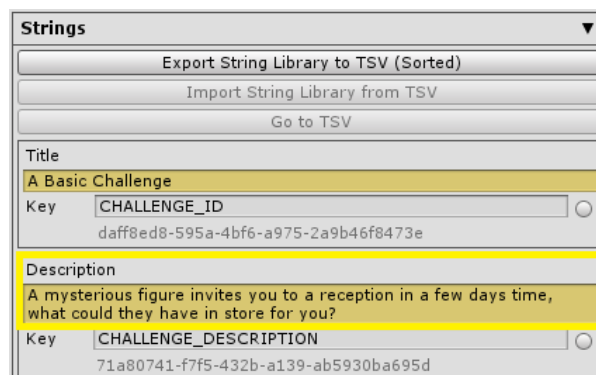 Strings ▼
Export String Library to TSV (Sorted)
Import String Library from TSV
Go to TSV
Title
A Basic Challenge
Key CHALLENGE_ID
daff8ed8-595a-4bf6-a975-2a9b46f8473e
Description
A mysterious figure invites you to a reception in a few days time,
what could they have in store for you?
Key CHALLENGE_DESCRIPTION
71a80741-f7f5-432b-a139-ab5930ba695d